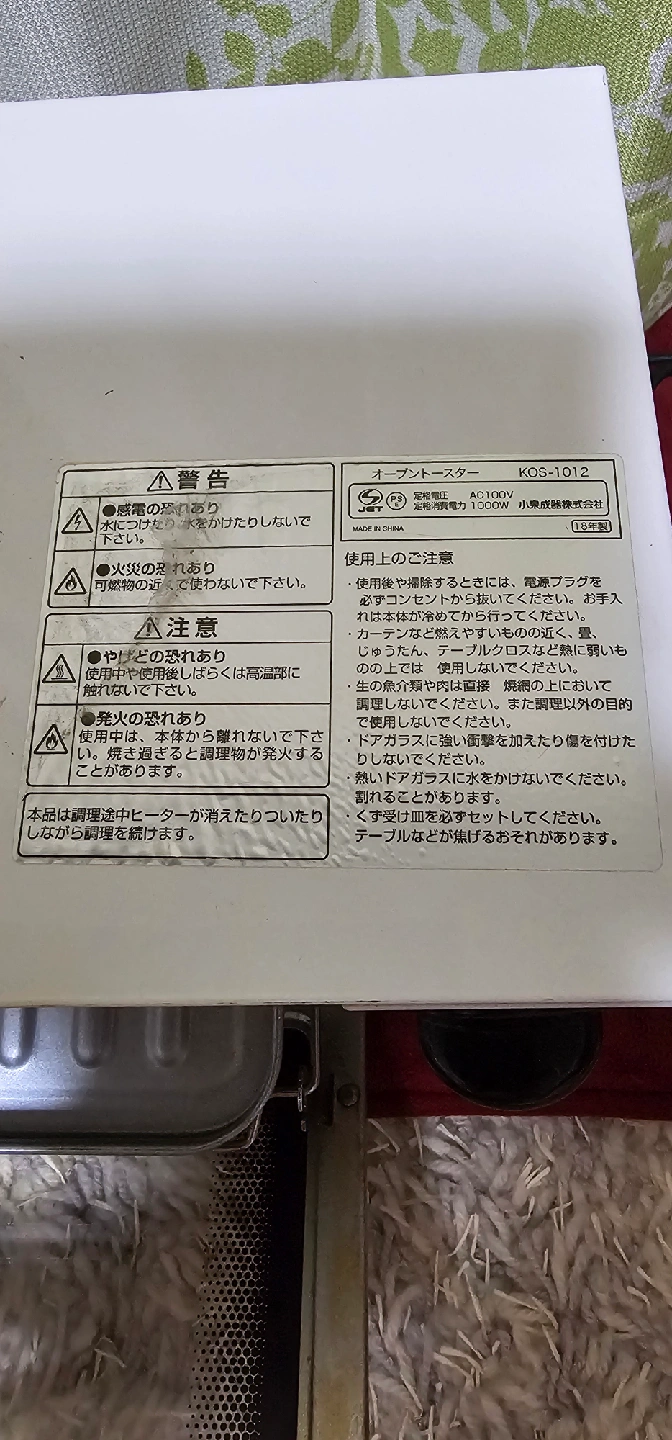 警告
●感電の恐れあり
水につけたり、水をかけたりしないで
下さい。
●火災の恐れあり
可燃物の近くで使わないで下さい。
注意
●やけどの恐れあり
使用中や使用後しばらくは高温部に
触れないで下さい。
●発火の恐れあり
使用中は、本体から離れないで下さ
い。焼き過ぎると調理物が発火する
ことがあります。
本品は調理途中ヒーターが消えたりついたり
しながら調理を続けます。
オーブントースター KOS-1012
JET PSE 定格電圧 AC100V
定格消費電力 1000W 小泉成器株式会社
MADE IN CHINA 18年製
使用上のご注意
・使用後や掃除するときには、電源プラグを
必ずコンセントから抜いてください。お手入
れは本体が冷めてから行ってください。
・カーテンなど燃えやすいものの近く、畳、
じゅうたん、テーブルクロスなど熱に弱いも
のの上では 使用しないでください。
・生の魚介類や肉は直接 焼網の上において
調理しないでください。また調理以外の目的
で使用しないでください。
・ドアガラスに強い衝撃を加えたり傷を付けた
りしないでください。
・熱いドアガラスに水をかけないでください。
割れることがあります。
・くず受け皿を必ずセットしてください。
テーブルなどが焦げるおそれがあります。